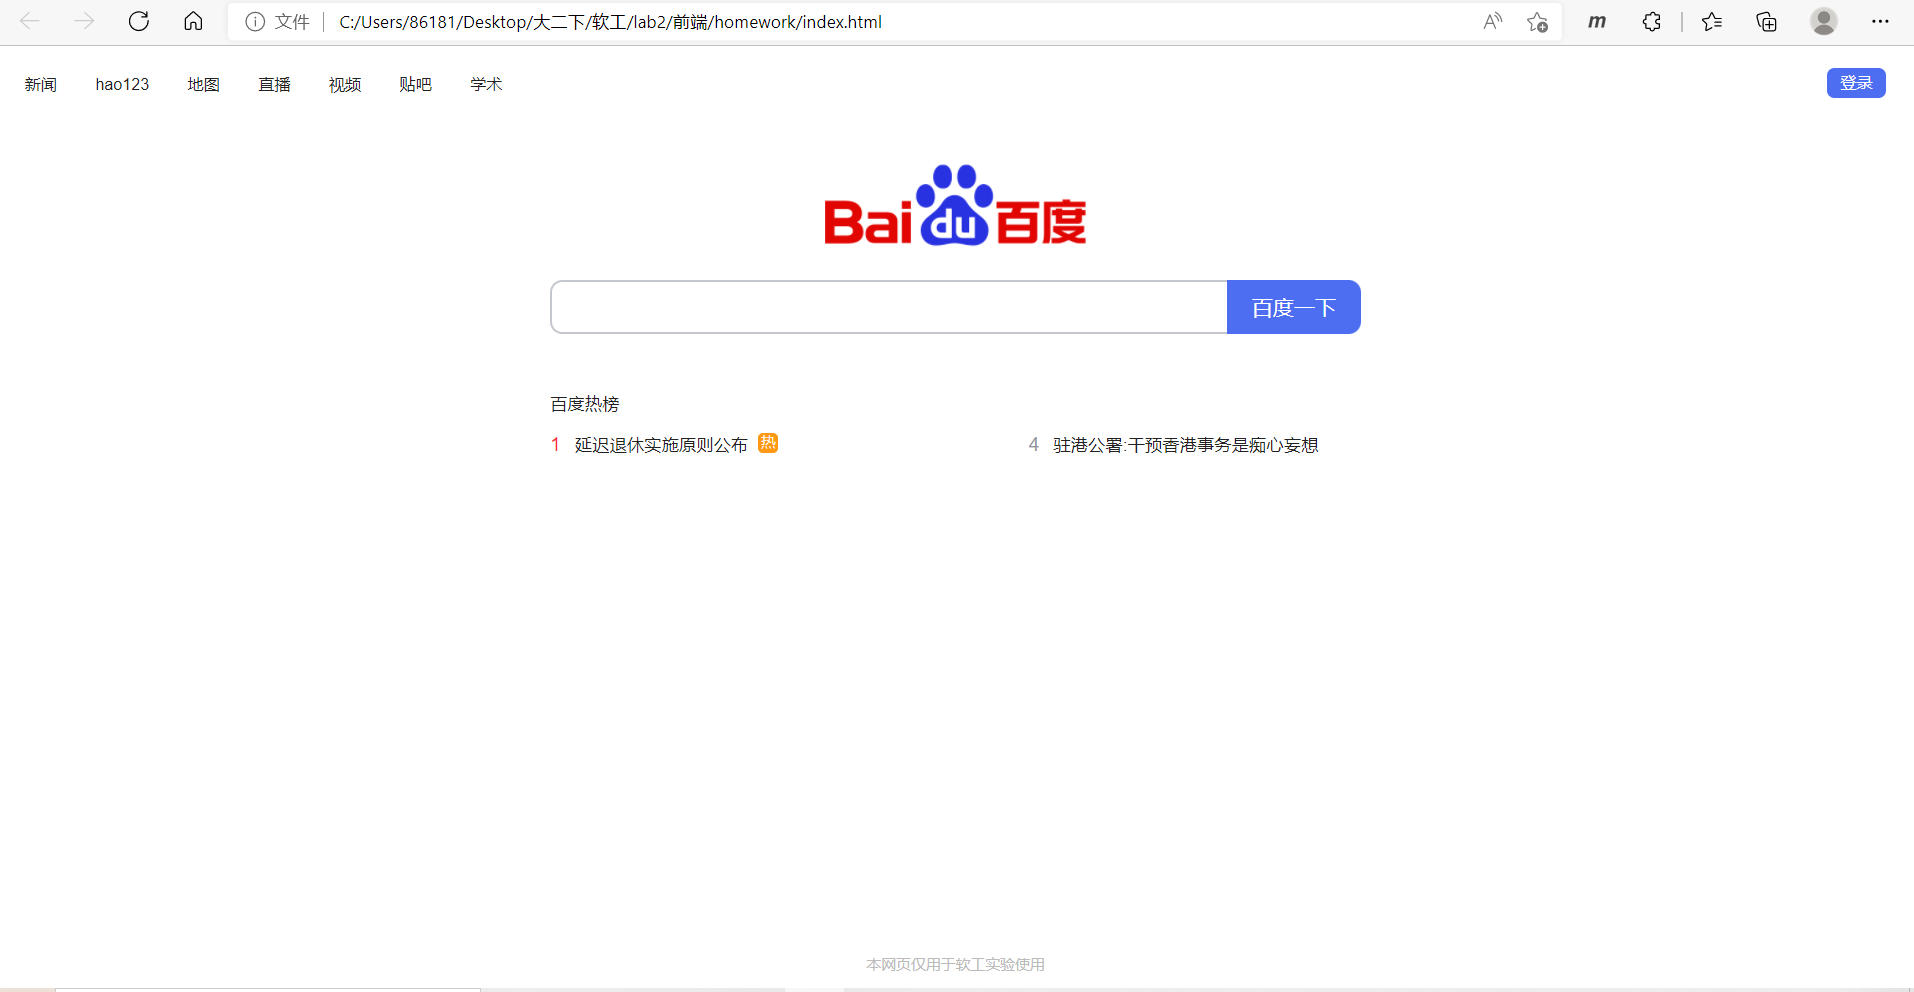 文件 C:/Users/86181/Desktop/大二下/软工/lab2/前端/homework/index.html A m
新闻 hao123 地图 直播 视频 贴吧 学术 登录
Bai du 百度
百度一下
百度热榜
1 延迟退休实施原则公布 热 4 驻港公署:干预香港事务是痴心妄想
本网页仅用于软工实验使用